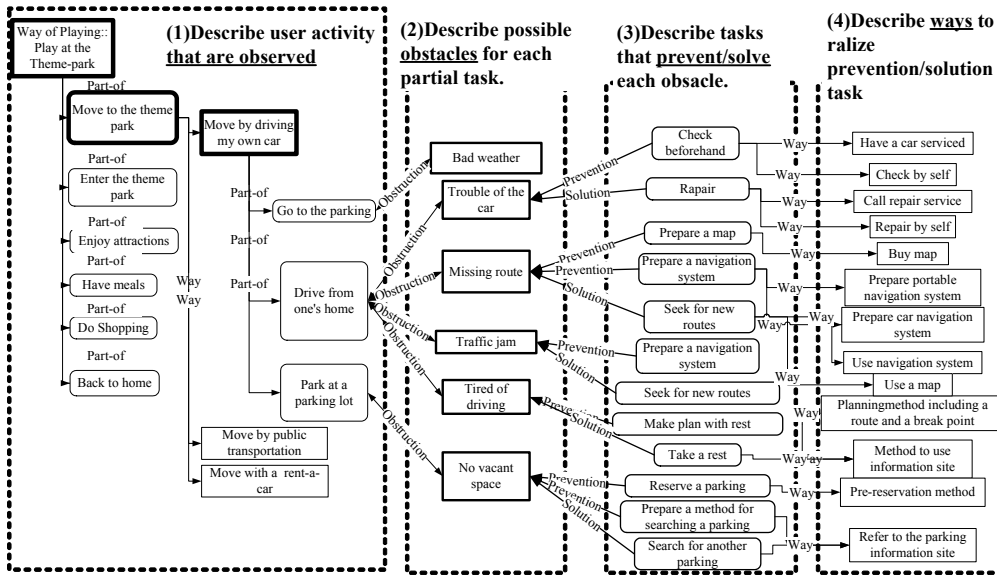 Way of Playing::
Play at the
Theme-park
(1)Describe user activity
that are observed
(2)Describe possible
obstacles for each
partial task.
(3)Describe tasks
that prevent/solve
each obsacle.
(4)Describe ways to
ralize
prevention/solution
task
Part-of
Move to the theme
park
Part-of
Enter the theme
park
Part-of
Enjoy attractions
Part-of
Have meals
Part-of
Do Shopping
Part-of
Back to home
Way
Way
Move by driving
my own car
Part-of
Go to the parking
Part-of
Part-of
Drive from
one's home
Park at a
parking lot
Move by public
transportation
Move with a rent-a-
car
Obstruction
Obstruction
Obstruction
Obstruction
Obstruction
Obstruction
Bad weather
Trouble of the
car
Missing route
Traffic jam
Tired of
driving
No vacant
space
Prevention
Solution
Prevention
Prevention
Solution
Prevention
Solution
Prevention
Solution
Prevention
Prevention
Solution
Check
beforehand
Rapair
Prepare a map
Prepare a navigation
system
Seek for new
routes
Prepare a navigation
system
Seek for new routes
Make plan with rest
Take a rest
Reserve a parking
Prepare a method for
searching a parking
Search for another
parking
Way
Way
Way
Way
Way
Way
Way
Way
Way
Way
Way
Way
Way
Have a car serviced
Check by self
Call repair service
Repair by self
Buy map
Prepare portable
navigation system
Prepare car navigation
system
Use navigation system
Use a map
Planningmethod including a
route and a break point
Method to use
information site
Pre-reservation method
Refer to the parking
information site